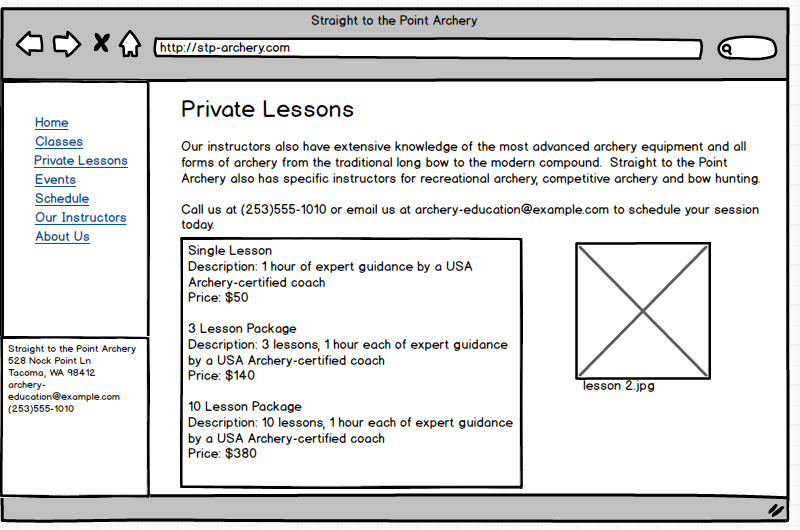 Straight to the Point Archery
http://stp-archery.com
Home
Classes
Private Lessons
Events
Schedule
Our Instructors
About Us
Straight to the Point Archery
528 Nock Point Ln
Tacoma, WA 98412
archery-
education@example.com
(253)555-1010
Private Lessons
Our instructors also have extensive knowledge of the most advanced archery equipment and all
forms of archery from the traditional long bow to the modern compound. Straight to the Point
Archery also has specific instructors for recreational archery, competitive archery and bow hunting.
Call us at (253)555-1010 or email us at archery-education@example.com to schedule your session
today.
Single Lesson
Description: 1 hour of expert guidance by a USA
Archery-certified coach
Price: $50
3 Lesson Package
Description: 3 lessons, 1 hour each of expert guidance
by a USA Archery-certified coach
Price: $140
10 Lesson Package
Description: 10 lessons, 1 hour each of expert guidance
by a USA Archery-certified coach
Price: $380
lesson 2.jpg